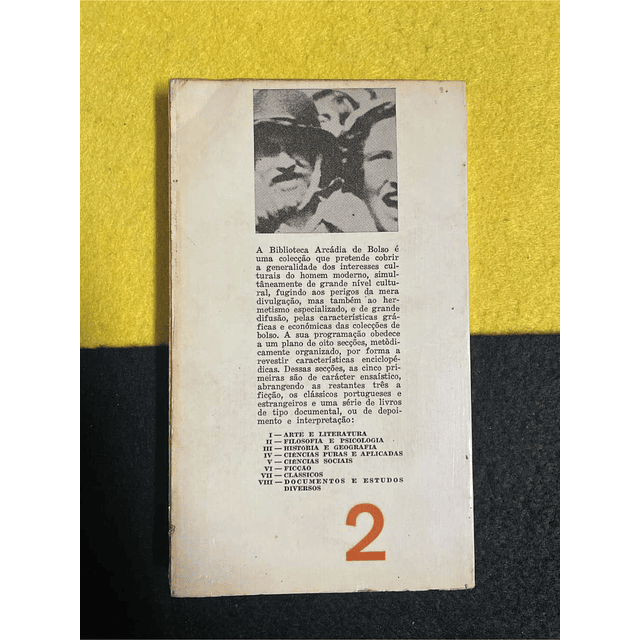 A Biblioteca Arcádia de Bolso é
uma colecção que pretende cobrir
a generalidade dos interesses cul-
turais do homem moderno, simul-
tâneamente de grande nível cultu-
ral, fugindo aos perigos da mera
divulgação, mas também ao her-
metismo especializado, e de grande
difusão, pelas características grá-
ficas e económicas das colecções de
bolso. A sua programação obedece
a um plano de oito secções, metò-
dicamente organizado, por forma a
revestir características enciclopé-
dicas. Dessas secções, as cinco pri-
meiras são de carácter ensaístico,
abrangendo as restantes três a
ficção, os clássicos portugueses e
estrangeiros e uma série de livros
de tipo documental, ou de depoi-
mento e interpretação:
I — ARTE E LITERATURA
II — FILOSOFIA E PSICOLOGIA
III — HISTÓRIA E GEOGRAFIA
IV — CIÊNCIAS PURAS E APLICADAS
V — CIÊNCIAS SOCIAIS
VI — FICÇÃO
VII — CLÁSSICOS
VIII — DOCUMENTOS E ESTUDOS
DIVERSOS
2